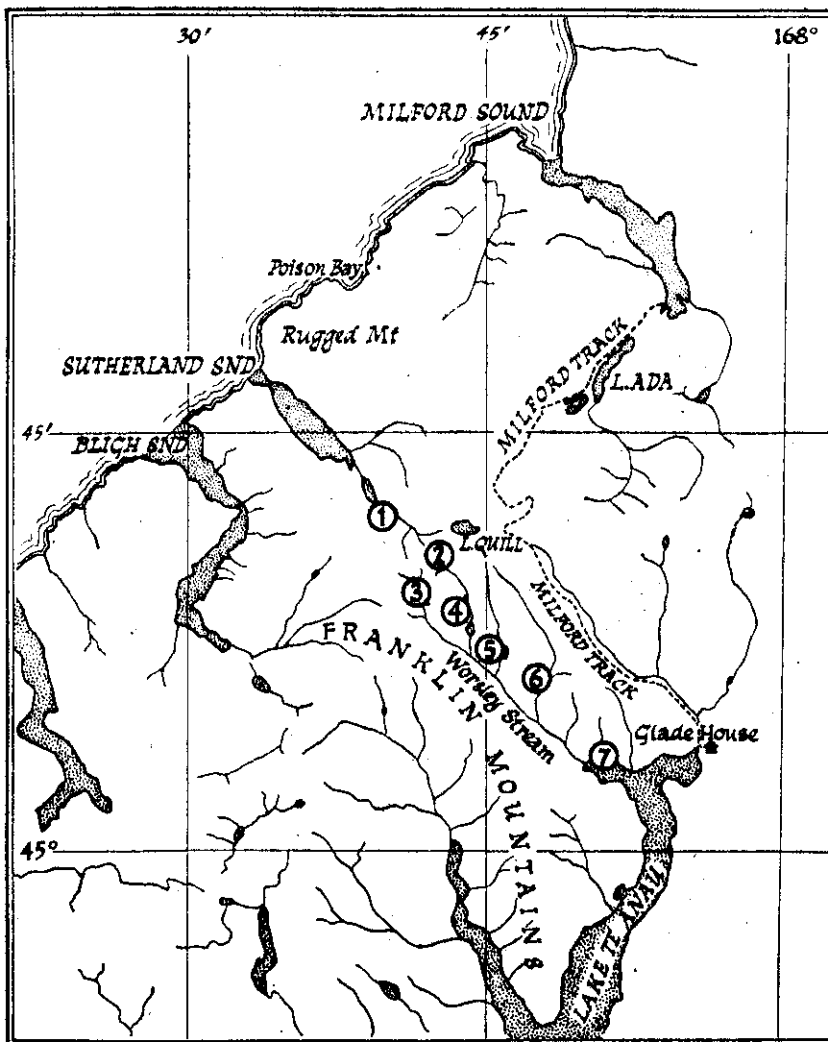 30'
45'
168°
MILFORD SOUND
Poison Bay
Rugged Mt
SUTHERLAND SND
MILFORD TRACK
L. ADA
45'
BLIGH SND
1
L. QUILL
2
3
4
MILFORD TRACK
FRANKLIN MOUNTAINS
5
Worsley Stream
6
Glade House
7
45°
LAKE TE ANAU